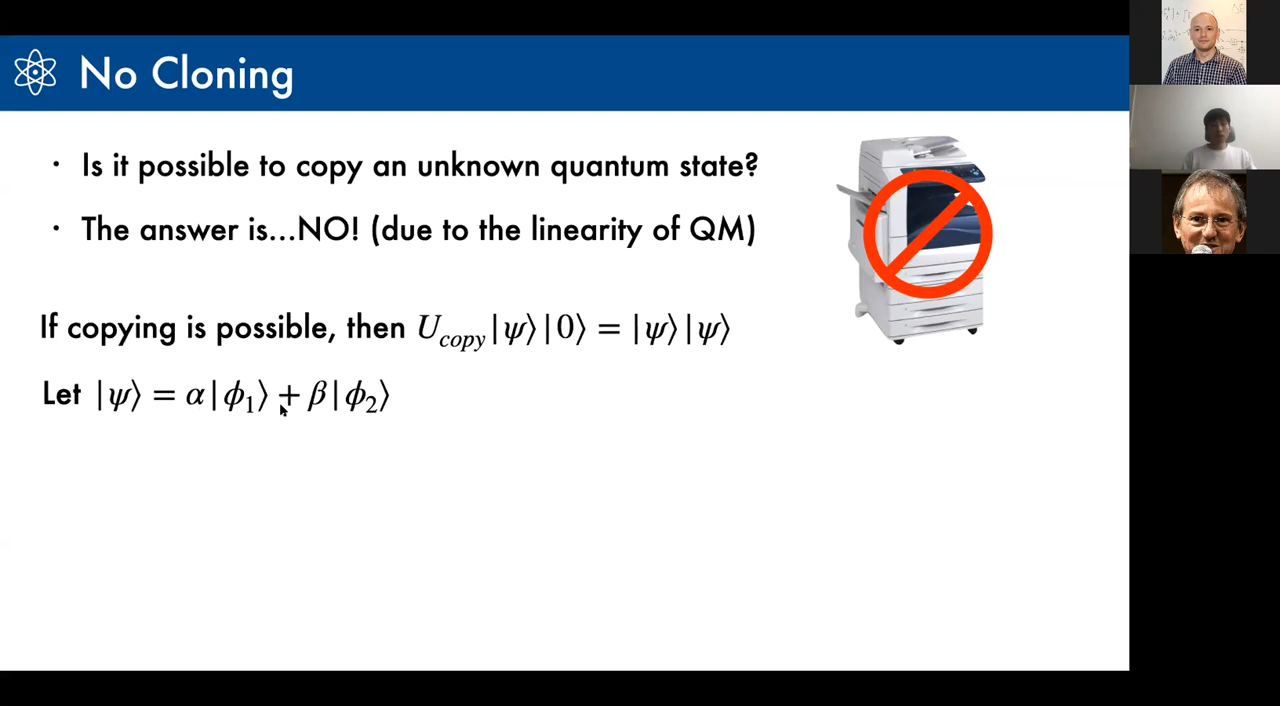 No Cloning
· Is it possible to copy an unknown quantum state?
· The answer is...NO! (due to the linearity of QM)
If copying is possible, then U_copy|ψ⟩|0⟩ = |ψ⟩|ψ⟩
Let |ψ⟩ = α|ϕ₁⟩ + β|ϕ₂⟩